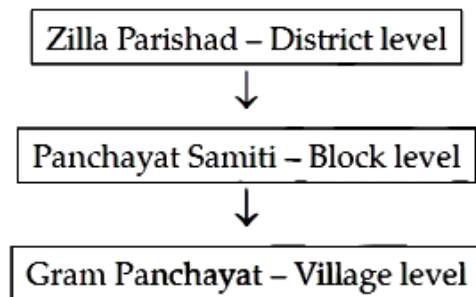 Zilla Parishad – District level
Panchayat Samiti – Block level
Gram Panchayat – Village level